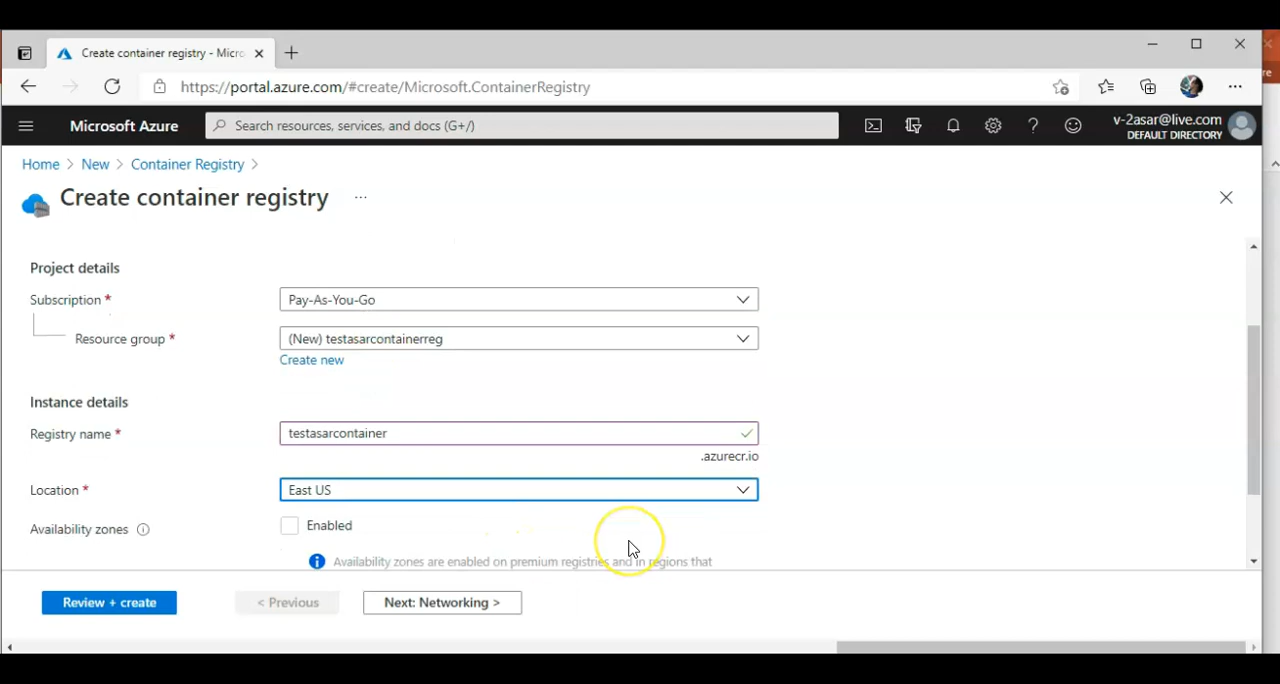 Create container registry - Micro
https://portal.azure.com/#create/Microsoft.ContainerRegistry
re
Microsoft Azure
Search resources, services, and docs (G+/)
v-2asar@live.com
DEFAULT DIRECTORY
Home > New > Container Registry >
Create container registry
Project details
Subscription *
Pay-As-You-Go
Resource group *
(New) testasarcontainerreg
Create new
Instance details
Registry name *
testasarcontainer
.azurecr.io
Location *
East US
Availability zones
Enabled
Availability zones are enabled on premium registries and in regions that
Review + create
< Previous
Next: Networking >